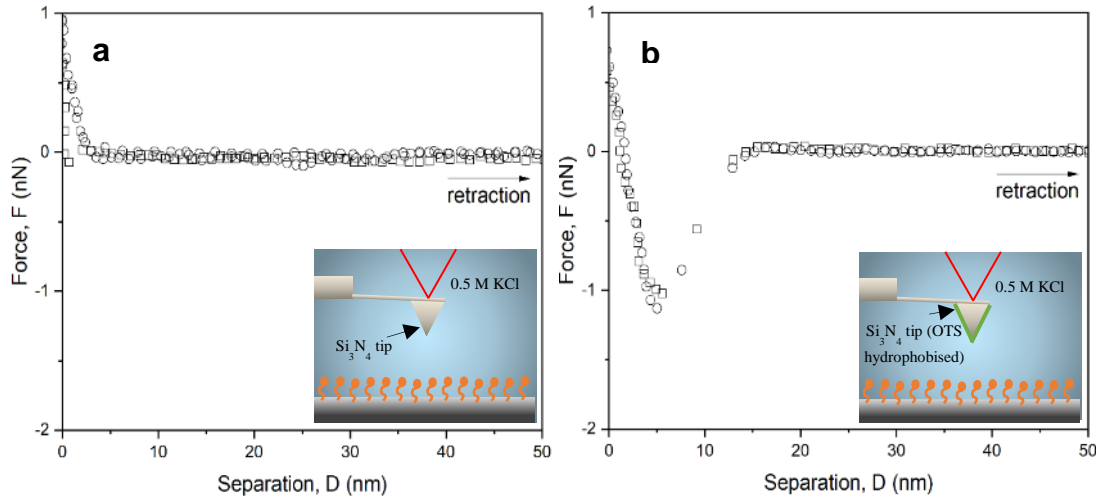 a
Force, F (nN)
1
0
-1
-2
retraction
0.5 M KCl
Si3N4 tip
0 10 20 30 40 50
Separation, D (nm)
b
Force, F (nN)
1
0
-1
-2
retraction
0.5 M KCl
Si3N4 tip (OTS
hydrophobised)
0 10 20 30 40 50
Separation, D (nm)